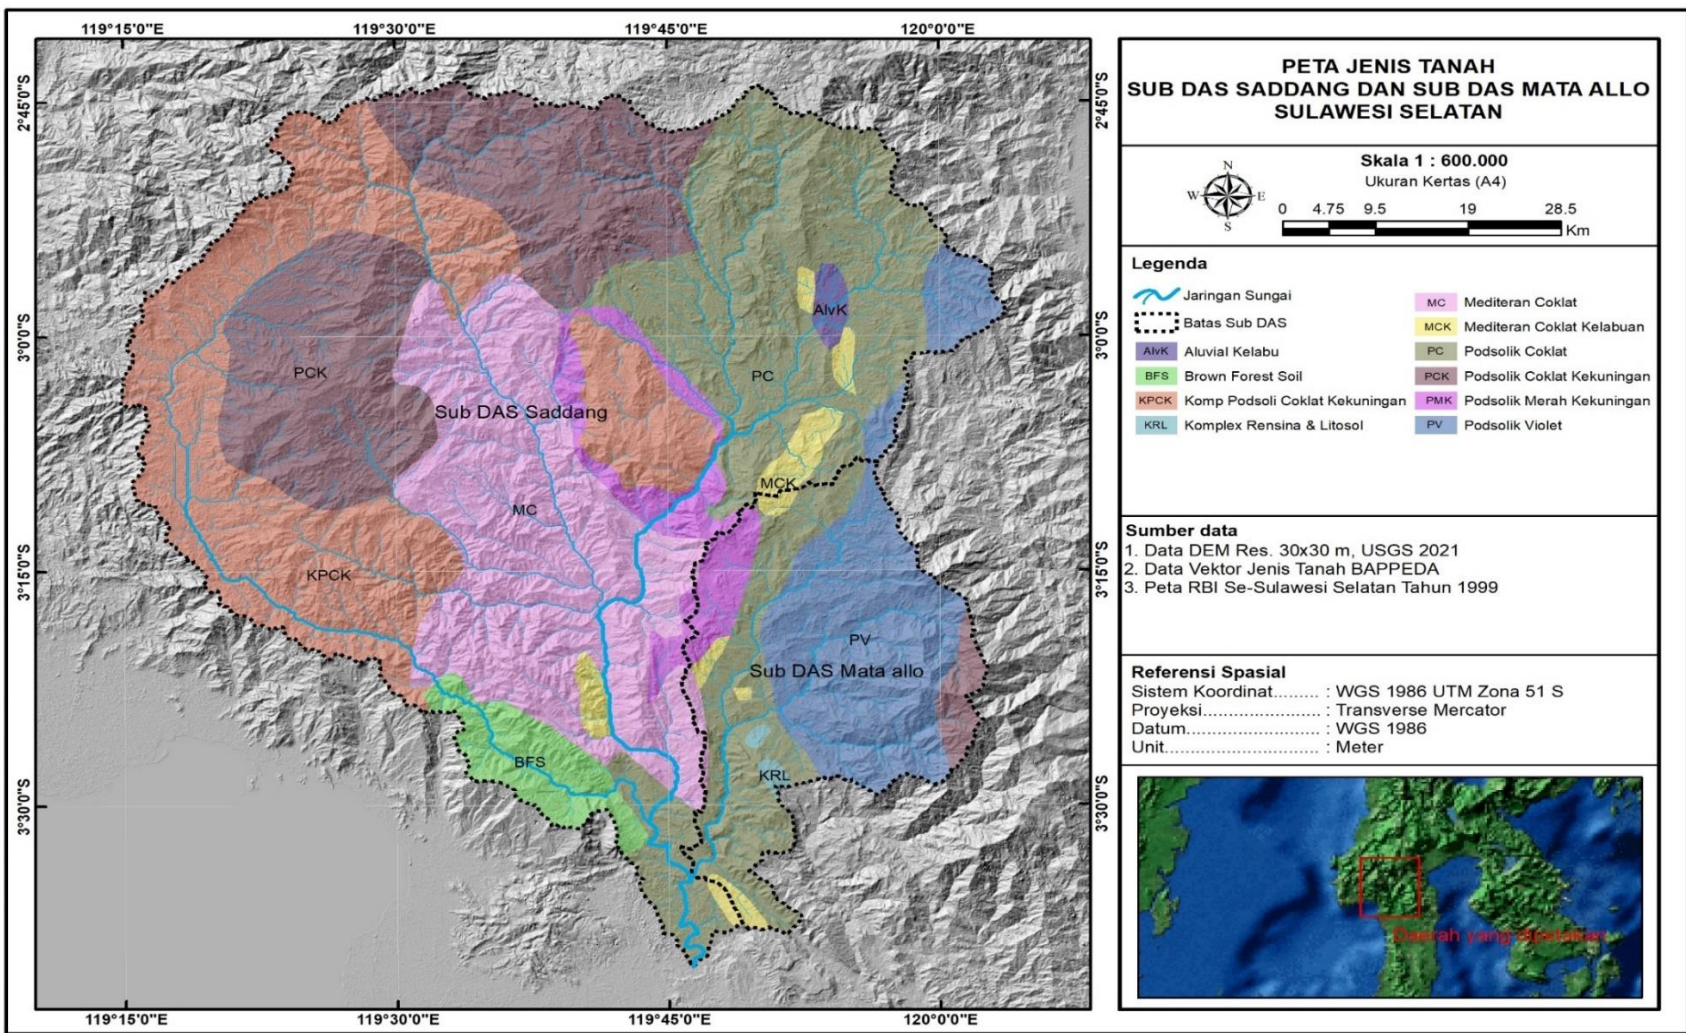 119°15'0"E 119°30'0"E 119°45'0"E 120°0'0"E
2°45'0"S
3°0'0"S
3°15'0"S
3°30'0"S
2°45'0"S
3°0'0"S
3°15'0"S
3°30'0"S
AlvK
PC
PCK
Sub DAS Saddang
MCK
MC
KPCK
PV
Sub DAS Mata allo
BFS
KRL
119°15'0"E 119°30'0"E 119°45'0"E 120°0'0"E
PETA JENIS TANAH
SUB DAS SADDANG DAN SUB DAS MATA ALLO
SULAWESI SELATAN
Skala 1 : 600.000
Ukuran Kertas (A4)
N
W E
S
0 4.75 9.5 19 28.5
Km
Legenda
Jaringan Sungai
Batas Sub DAS
AlvK Aluvial Kelabu
BFS Brown Forest Soil
KPCK Komp Podsoli Coklat Kekuningan
KRL Komplex Rensina & Litosol
MC Mediteran Coklat
MCK Mediteran Coklat Kelabuan
PC Podsolik Coklat
PCK Podsolik Coklat Kekuningan
PMK Podsolik Merah Kekuningan
PV Podsolik Violet
Sumber data
1. Data DEM Res. 30x30 m, USGS 2021
2. Data Vektor Jenis Tanah BAPPEDA
3. Peta RBI Se-Sulawesi Selatan Tahun 1999
Referensi Spasial
Sistem Koordinat........ : WGS 1986 UTM Zona 51 S
Proyeksi...................... : Transverse Mercator
Datum......................... : WGS 1986
Unit............................. : Meter
Daerah yang dipetakan